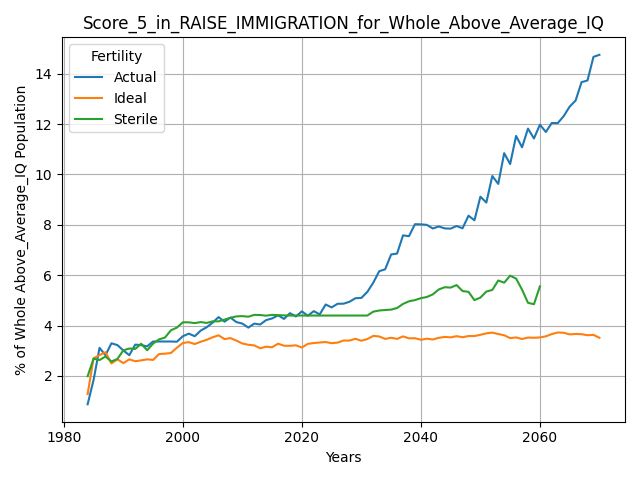 Score_5_in_RAISE_IMMIGRATION_for_Whole_Above_Average_IQ
Fertility
Actual
Ideal
Sterile
% of Whole Above_Average_IQ Population
14
12
10
8
6
4
2
1980
2000
2020
2040
2060
Years